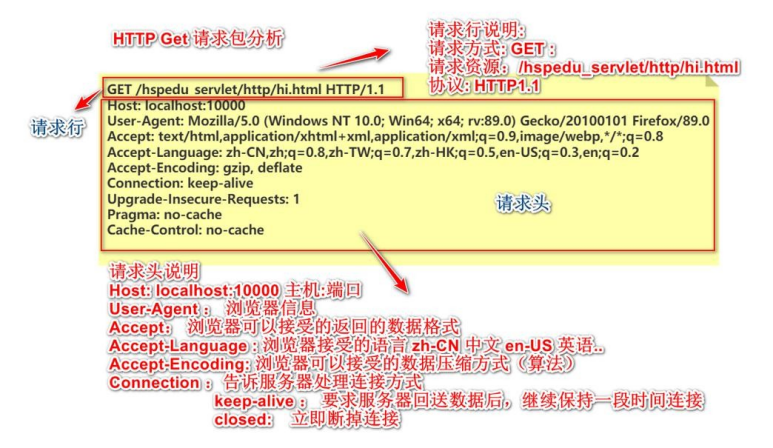 HTTP Get 请求包分析
请求行说明:
请求方式: GET :
请求资源: /hspedu_servlet/http/hi.html
协议: HTTP1.1
GET /hspedu_servlet/http/hi.html HTTP/1.1
请求行
Host: localhost:10000
User-Agent: Mozilla/5.0 (Windows NT 10.0; Win64; x64; rv:89.0) Gecko/20100101 Firefox/89.0
Accept: text/html,application/xhtml+xml,application/xml;q=0.9,image/webp,*/*;q=0.8
Accept-Language: zh-CN,zh;q=0.8,zh-TW;q=0.7,zh-HK;q=0.5,en-US;q=0.3,en;q=0.2
Accept-Encoding: gzip, deflate
Connection: keep-alive
Upgrade-Insecure-Requests: 1
Pragma: no-cache
Cache-Control: no-cache
请求头
请求头说明
Host: localhost:10000 主机:端口
User-Agent： 浏览器信息
Accept： 浏览器可以接受的返回的数据格式
Accept-Language : 浏览器接受的语言 zh-CN 中文 en-US 英语..
Accept-Encoding: 浏览器可以接受的数据压缩方式（算法）
Connection： 告诉服务器处理连接方式
keep-alive： 要求服务器回送数据后，继续保持一段时间连接
closed: 立即断掉连接